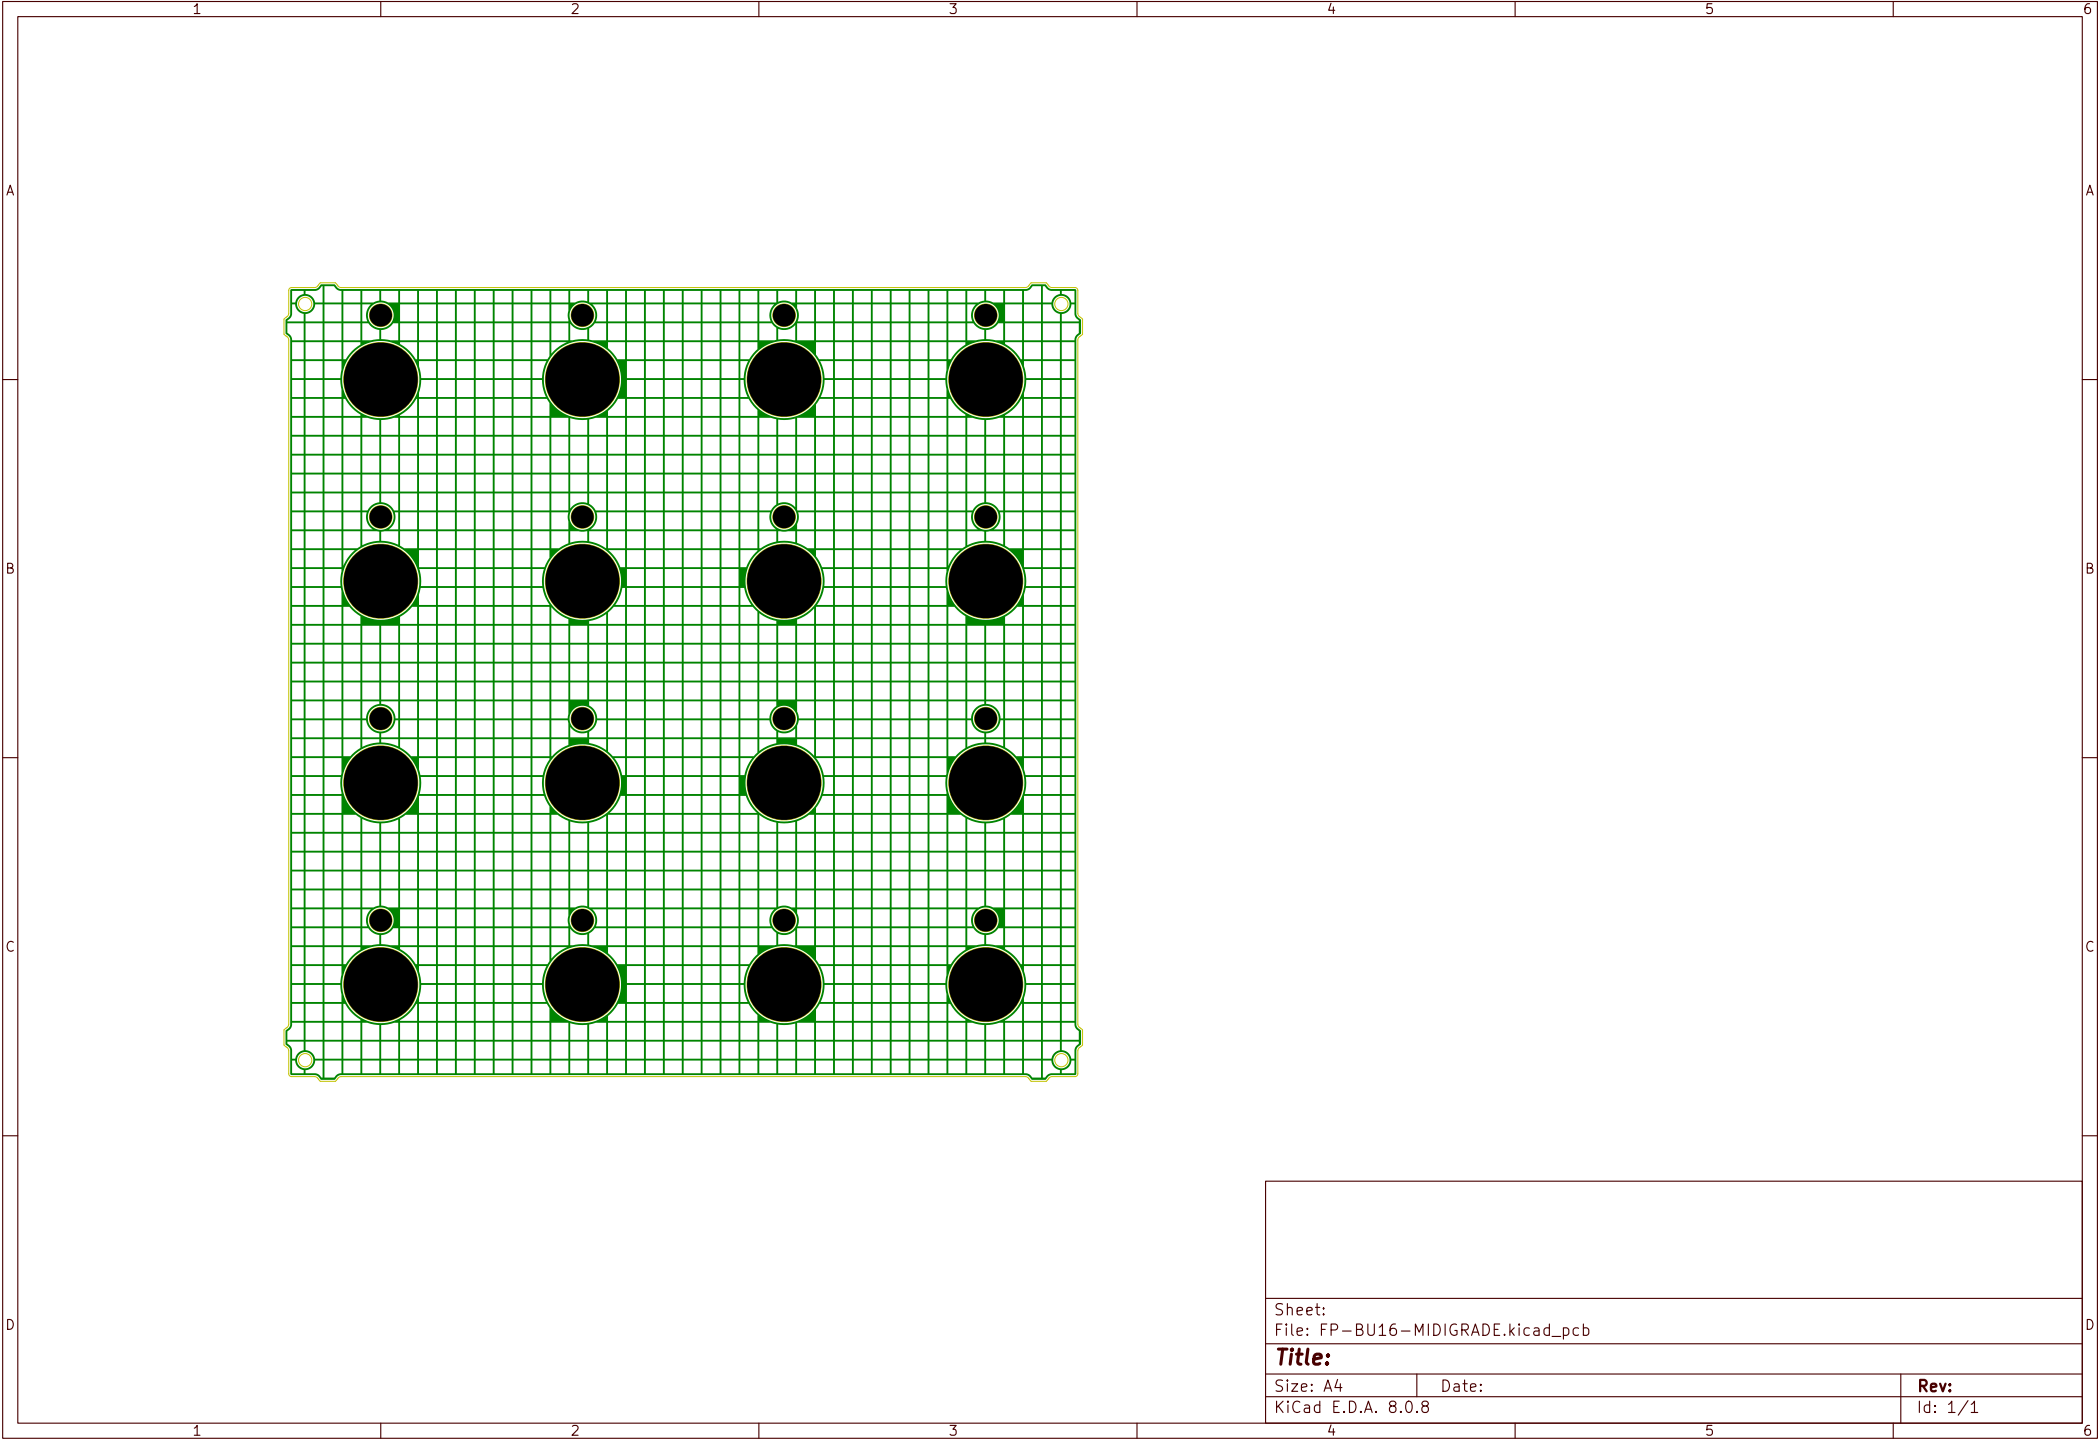 1 2 3 4 5 6
A A
B B
C C
D D
Sheet:
File: FP-BU16-MIDIGRADE.kicad_pcb
Title:
Size: A4 Date: Rev:
KiCad E.D.A. 8.0.8 Id: 1/1
1 2 3 4 5 6